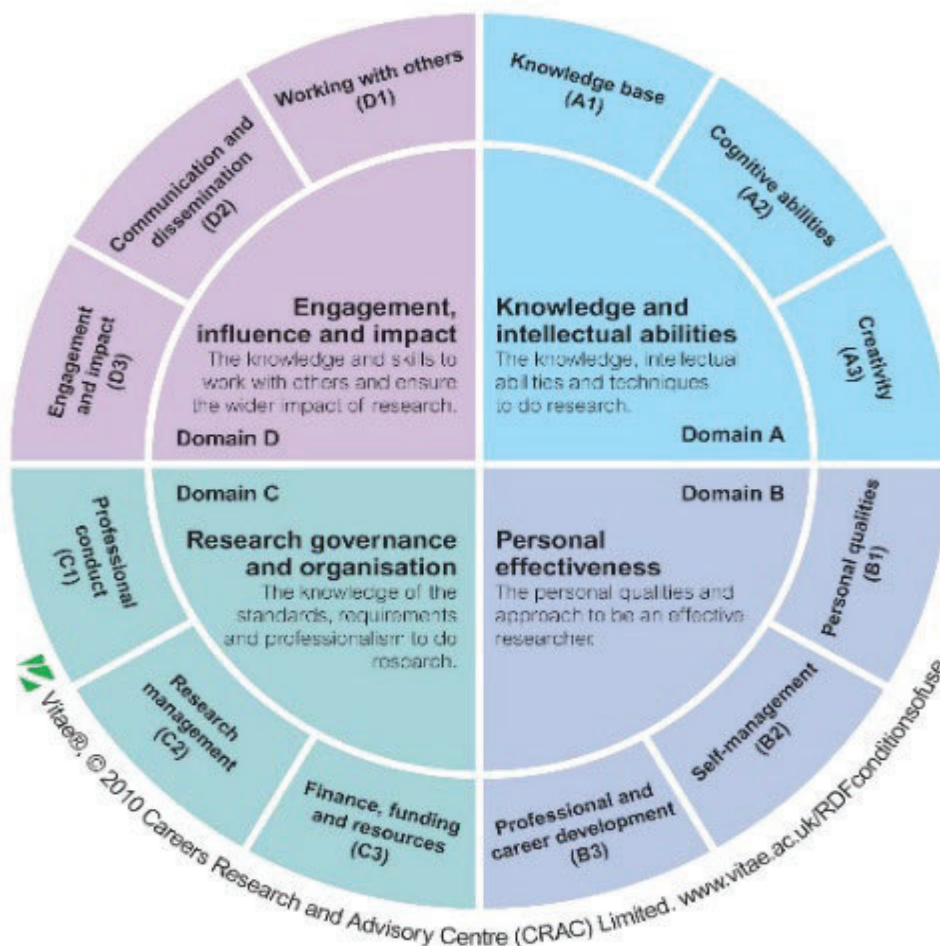 Working with others
(D1)
Knowledge base
(A1)
Communication and
dissemination
(D2)
Cognitive abilities
(A2)
Engagement
and impact
(D3)
Creativity
(A3)
Engagement,
influence and impact
The knowledge and skills to
work with others and ensure
the wider impact of research.
Domain D
Knowledge and
intellectual abilities
The knowledge, intellectual
abilities and techniques
to do research.
Domain A
Domain C
Research governance
and organisation
The knowledge of the
standards, requirements
and professionalism to do
research.
Domain B
Personal
effectiveness
The personal qualities and
approach to be an effective
researcher.
Professional
conduct
(C1)
Personal qualities
(B1)
Research
management
(C2)
Self-management
(B2)
Finance, funding
and resources
(C3)
Professional and
career development
(B3)
Vitae®, © 2010 Careers Research and Advisory Centre (CRAC) Limited. www.vitae.ac.uk/RDFconditionsofuse